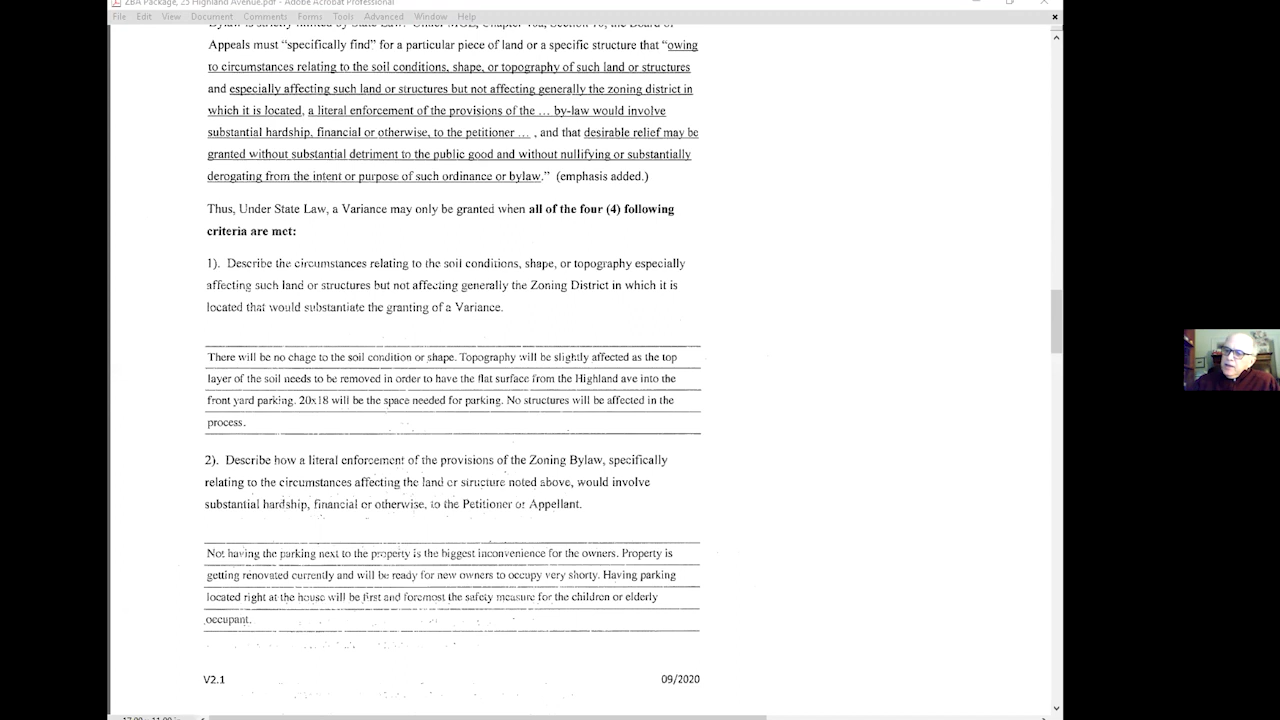 ZBA Package, 23 Highland Avenue.pdf - Adobe Acrobat Professional
File Edit View Document Comments Forms Tools Advanced Window Help
Appeals must "specifically find" for a particular piece of land or a specific structure that "owing
to circumstances relating to the soil conditions, shape, or topography of such land or structures
and especially affecting such land or structures but not affecting generally the zoning district in
which it is located, a literal enforcement of the provisions of the … by-law would involve
substantial hardship, financial or otherwise, to the petitioner … , and that desirable relief may be
granted without substantial detriment to the public good and without nullifying or substantially
derogating from the intent or purpose of such ordinance or bylaw." (emphasis added.)
Thus, Under State Law, a Variance may only be granted when all of the four (4) following
criteria are met:
1). Describe the circumstances relating to the soil conditions, shape, or topography especially
affecting such land or structures but not affecting generally the Zoning District in which it is
located that would substantiate the granting of a Variance.
There will be no chage to the soil condition or shape. Topography will be slightly affected as the top
layer of the soil needs to be removed in order to have the flat surface from the Highland ave into the
front yard parking. 20x18 will be the space needed for parking. No structures will be affected in the
process.
2). Describe how a literal enforcement of the provisions of the Zoning Bylaw, specifically
relating to the circumstances affecting the land or structure noted above, would involve
substantial hardship, financial or otherwise, to the Petitioner or Appellant.
Not having the parking next to the property is the biggest inconvenience for the owners. Property is
getting renovated currently and will be ready for new owners to occupy very shorty. Having parking
located right at the house will be first and foremost the safety measure for the children or elderly
occupant.
V2.1 09/2020